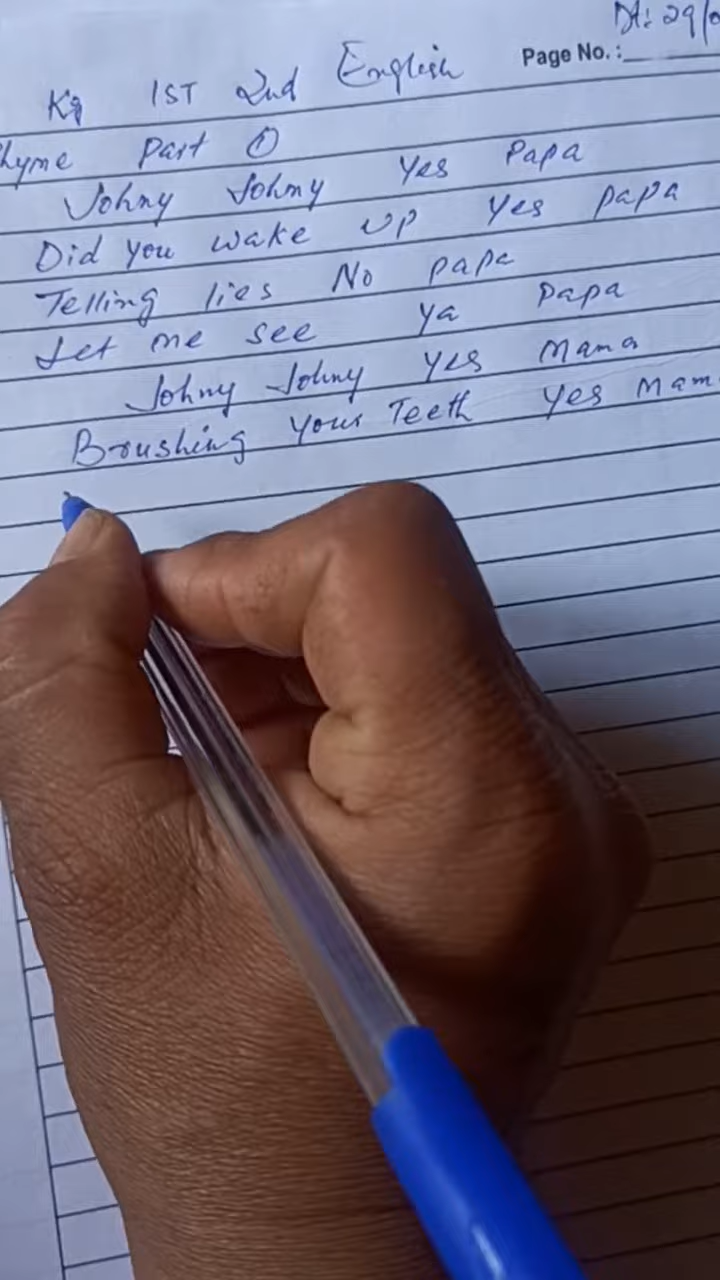 Dt: 29/0
Page No.:
Kg 1ST 2nd English
hyme Part ①
Johny Johny Yes Papa
Did you wake up Yes papa
Telling lies No papa
Let me see ya papa
Johny Johny Yes Mama
Brushing your Teeth Yes Mam